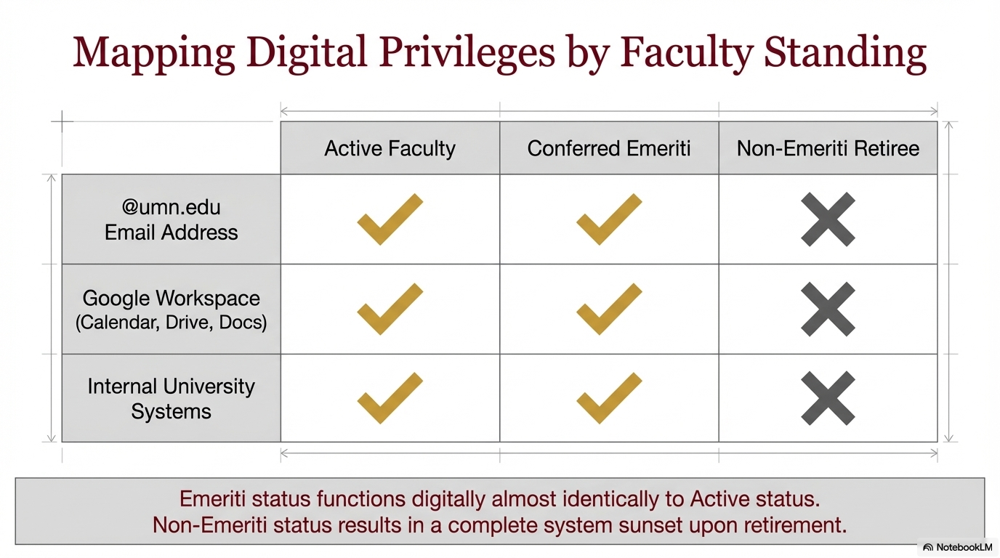 Mapping Digital Privileges by Faculty Standing
Active Faculty
Conferred Emeriti
Non-Emeriti Retiree
@umn.edu
Email Address
Google Workspace
(Calendar, Drive, Docs)
Internal University
Systems
Emeriti status functions digitally almost identically to Active status.
Non-Emeriti status results in a complete system sunset upon retirement.
NotebookLM